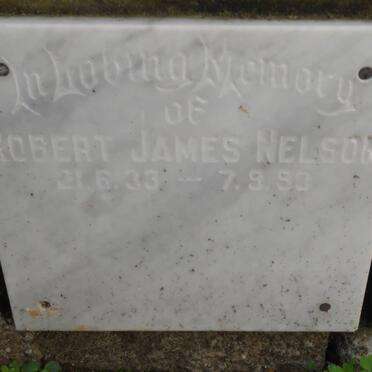 In Loving Memory
OF
ROBERT JAMES NELSON
21.6.33 — 7.9.90